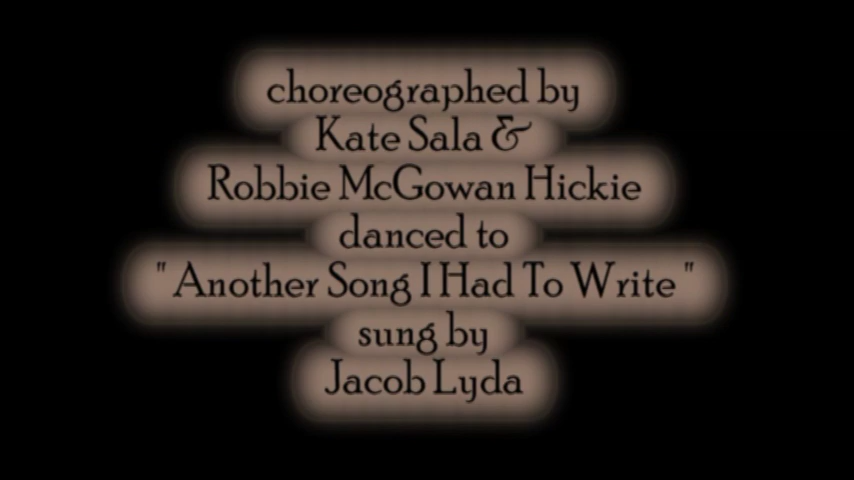 choreographed by
Kate Sala &
Robbie McGowan Hickie
danced to
" Another Song I Had To Write "
sung by
Jacob Lyda